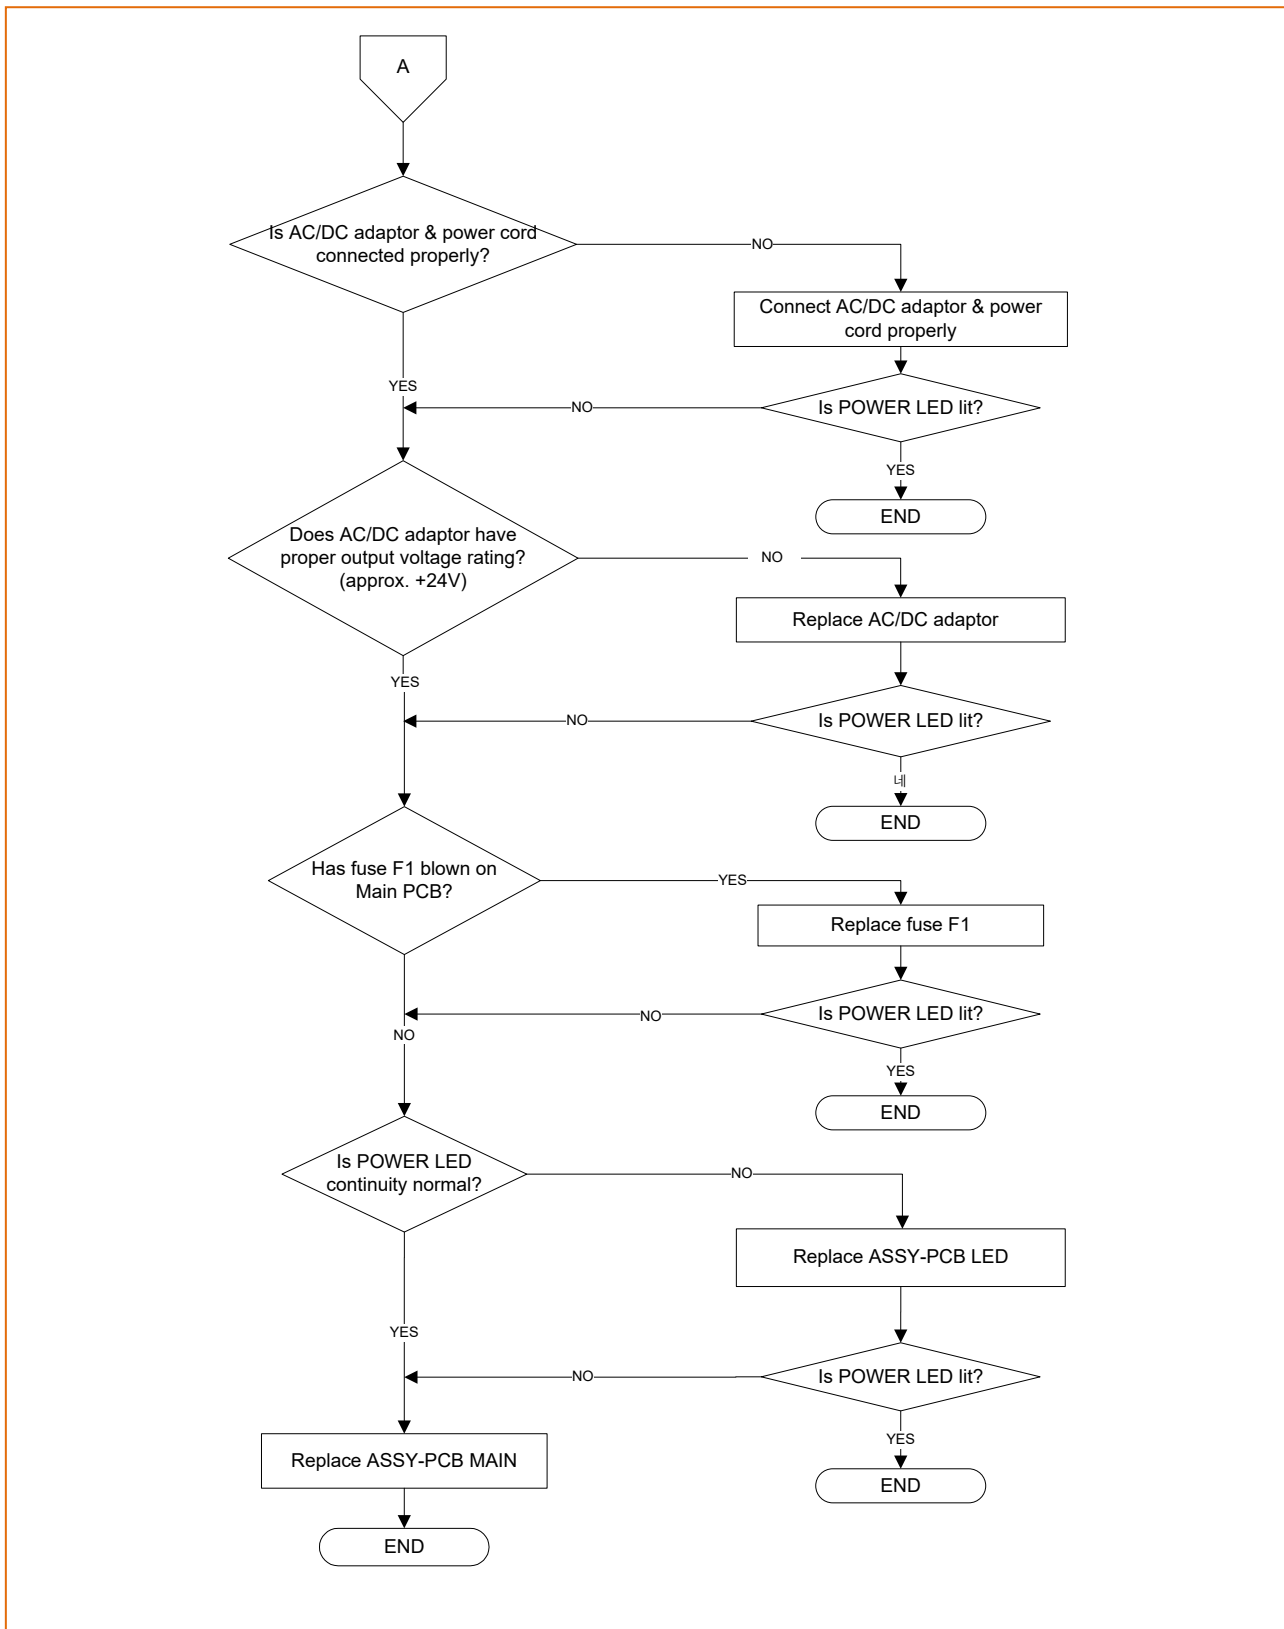 A
Is AC/DC adaptor & power cord
connected properly?
NO
Connect AC/DC adaptor & power
cord properly
YES
NO
Is POWER LED lit?
YES
END
Does AC/DC adaptor have
proper output voltage rating?
(approx. +24V)
NO
Replace AC/DC adaptor
YES
NO
Is POWER LED lit?
네
END
Has fuse F1 blown on
Main PCB?
YES
Replace fuse F1
NO
Is POWER LED lit?
NO
YES
END
Is POWER LED
continuity normal?
NO
Replace ASSY-PCB LED
YES
NO
Is POWER LED lit?
YES
Replace ASSY-PCB MAIN
END
END